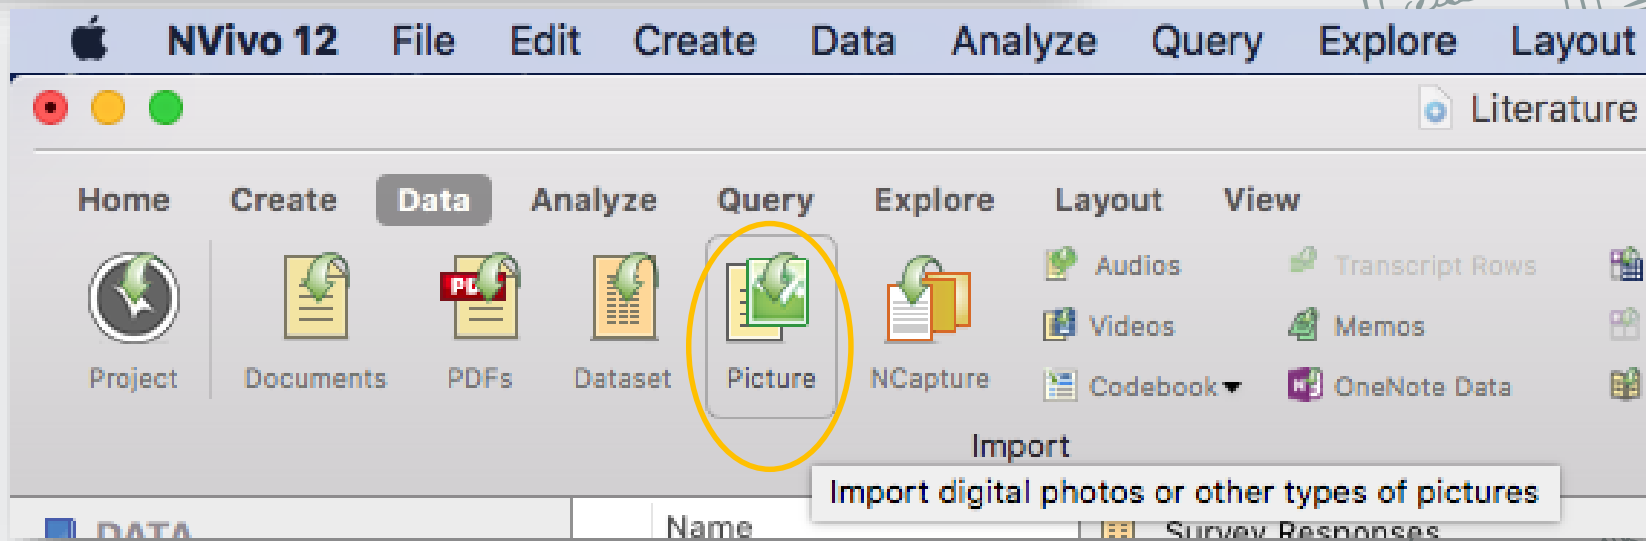 NVivo 12 File Edit Create Data Analyze Query Explore Layout
Literature
Home Create Data Analyze Query Explore Layout View
PDF
Project Documents PDFs Dataset Picture NCapture
Audios Transcript Rows
Videos Memos
Codebook OneNote Data
Import
Import digital photos or other types of pictures
DATA Name Survey Responses